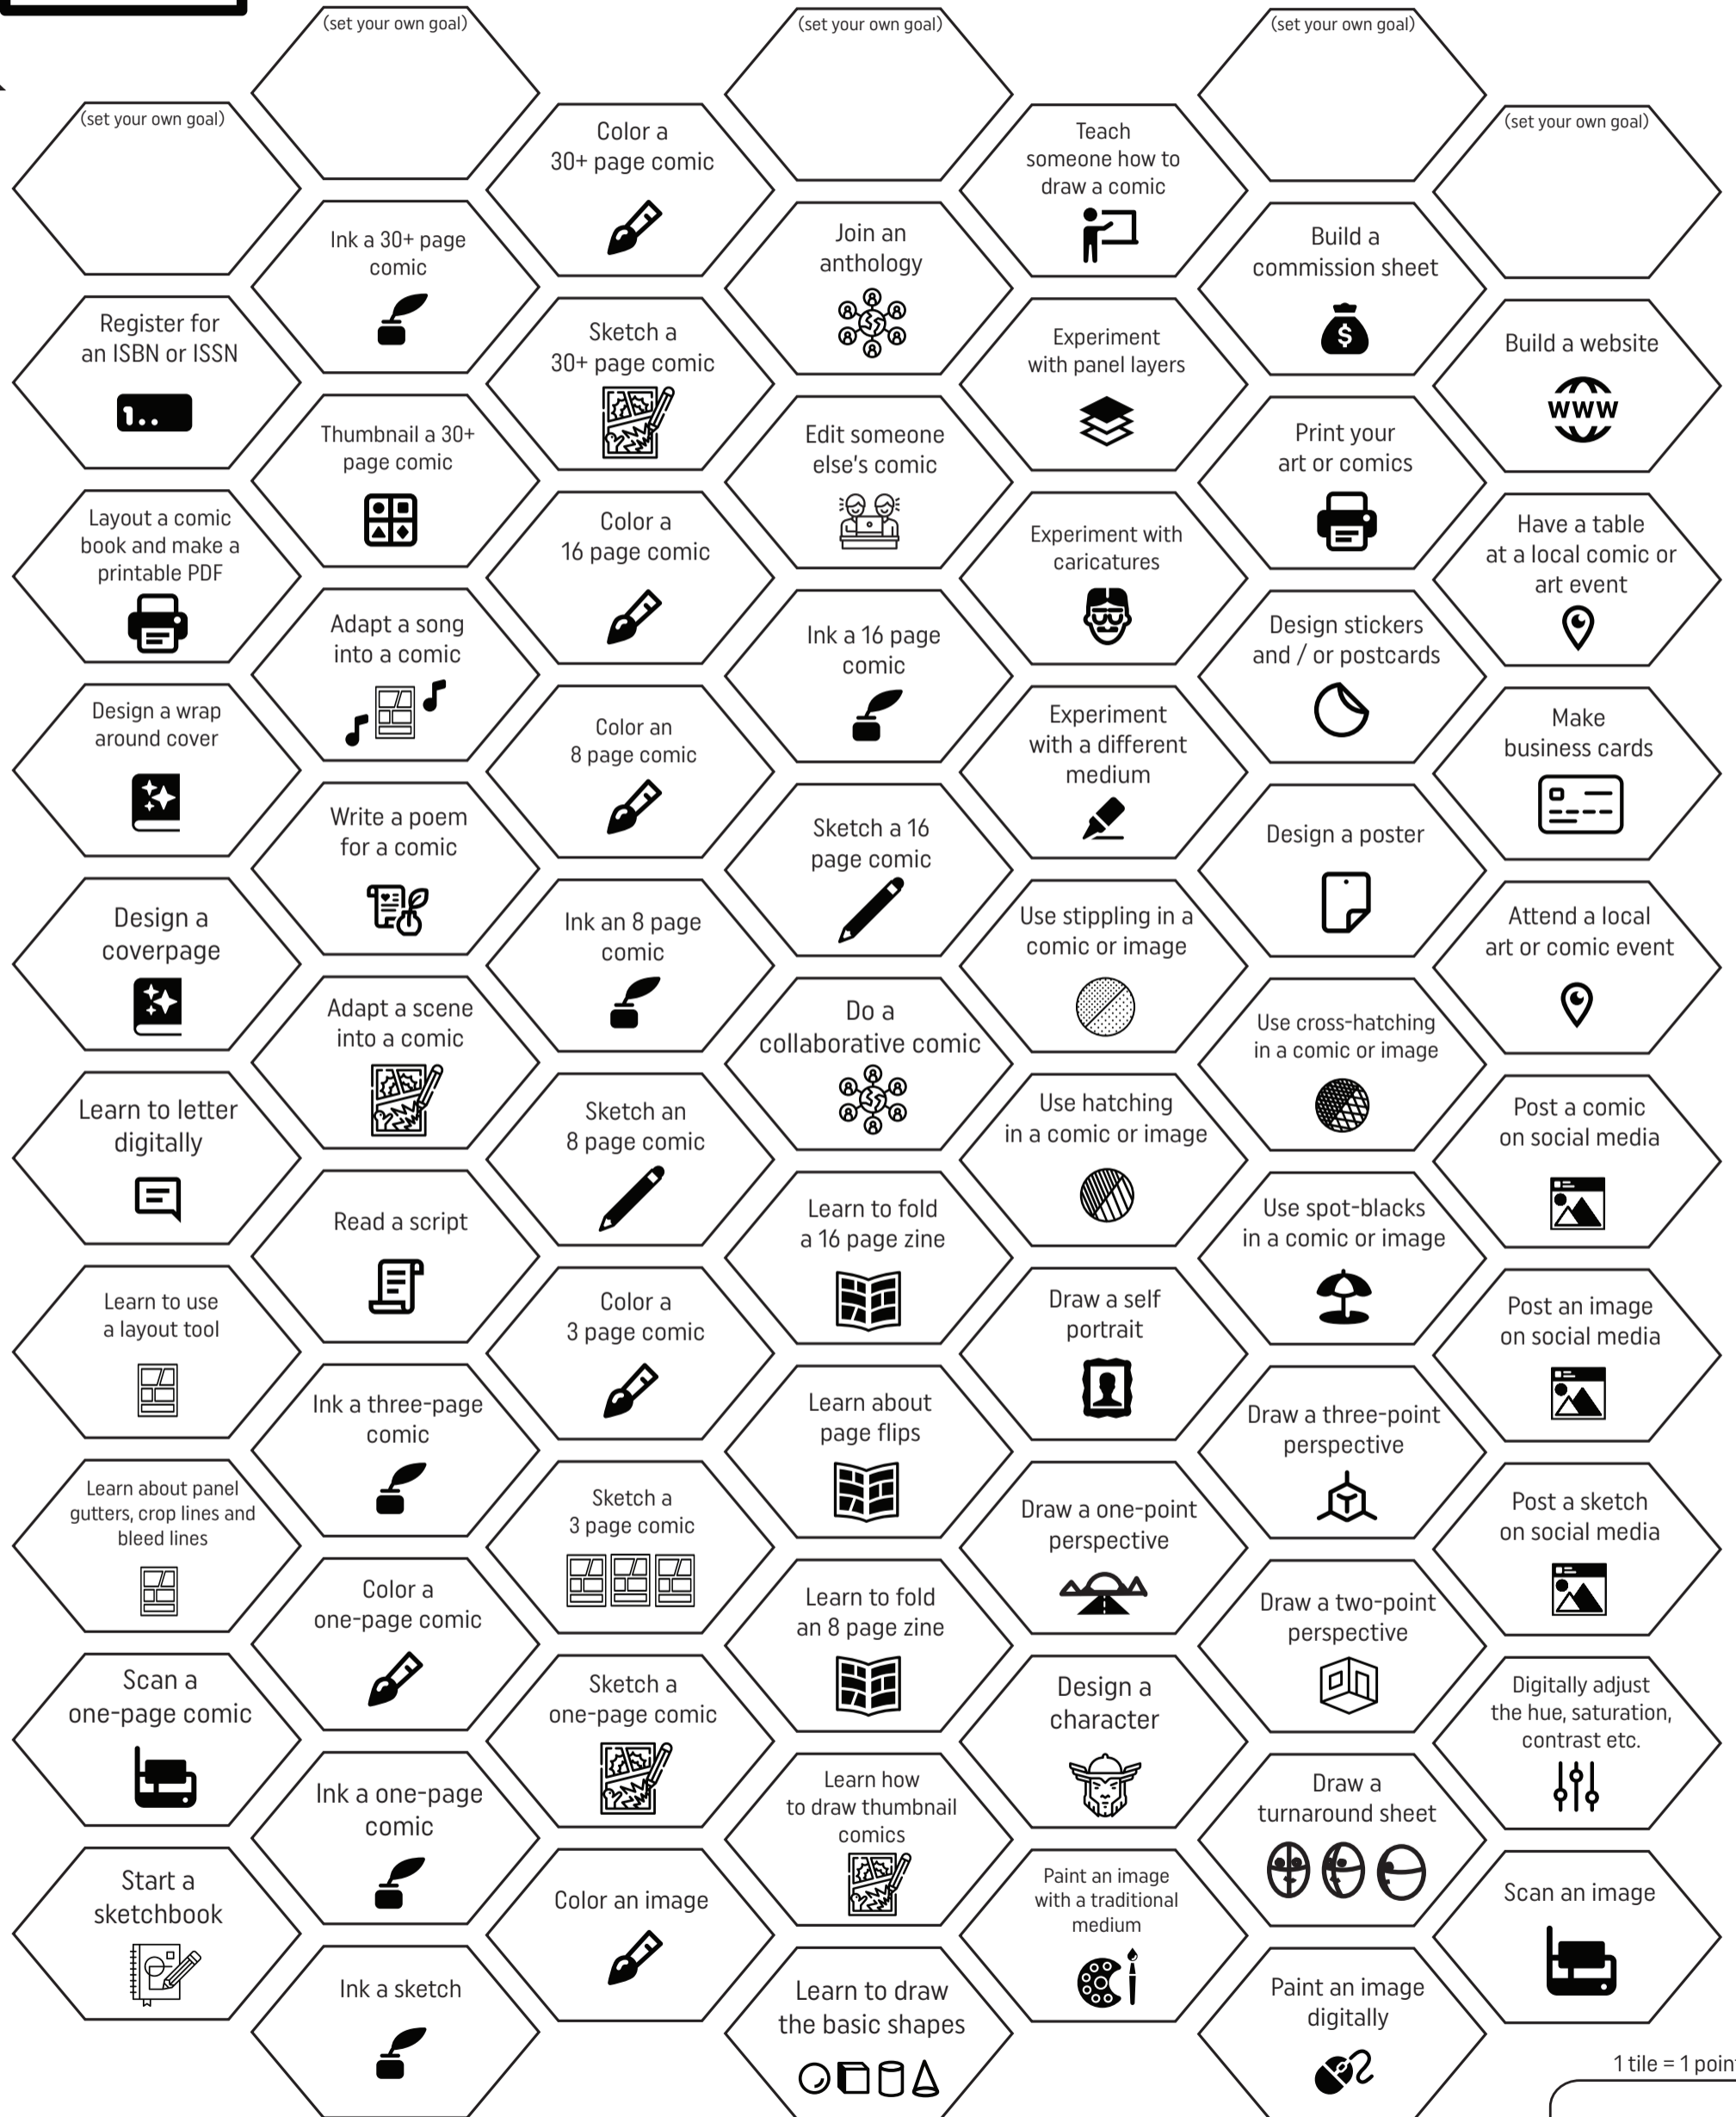 (set your own goal)
(set your own goal)
(set your own goal)
(set your own goal)
Color a
30+ page comic
Teach
someone how to
draw a comic
(set your own goal)
Ink a 30+ page
comic
Join an
anthology
Build a
commission sheet
Register for
an ISBN or ISSN
1..
Sketch a
30+ page comic
Experiment
with panel layers
$
Build a website
WWW
Thumbnail a 30+
page comic
Edit someone
else's comic
Print your
art or comics
Layout a comic
book and make a
printable PDF
Color a
16 page comic
Experiment with
caricatures
Have a table
at a local comic or
art event
Adapt a song
into a comic
Ink a 16 page
comic
Design stickers
and / or postcards
Design a wrap
around cover
Color an
8 page comic
Experiment
with a different
medium
Make
business cards
Write a poem
for a comic
Sketch a 16
page comic
Design a poster
Design a
coverpage
Ink an 8 page
comic
Use stippling in a
comic or image
Attend a local
art or comic event
Adapt a scene
into a comic
Do a
collaborative comic
Use cross-hatching
in a comic or image
Learn to letter
digitally
Sketch an
8 page comic
Use hatching
in a comic or image
Post a comic
on social media
Read a script
Learn to fold
a 16 page zine
Use spot-blacks
in a comic or image
Learn to use
a layout tool
Color a
3 page comic
Draw a self
portrait
Post an image
on social media
Ink a three-page
comic
Learn about
page flips
Draw a three-point
perspective
Learn about panel
gutters, crop lines and
bleed lines
Sketch a
3 page comic
Draw a one-point
perspective
Post a sketch
on social media
Color a
one-page comic
Learn to fold
an 8 page zine
Draw a two-point
perspective
Scan a
one-page comic
Sketch a
one-page comic
Design a
character
Digitally adjust
the hue, saturation,
contrast etc.
Ink a one-page
comic
Learn how
to draw thumbnail
comics
Draw a
turnaround sheet
Start a
sketchbook
Color an image
Paint an image
with a traditional
medium
Scan an image
Ink a sketch
Learn to draw
the basic shapes
Paint an image
digitally
1 tile = 1 point